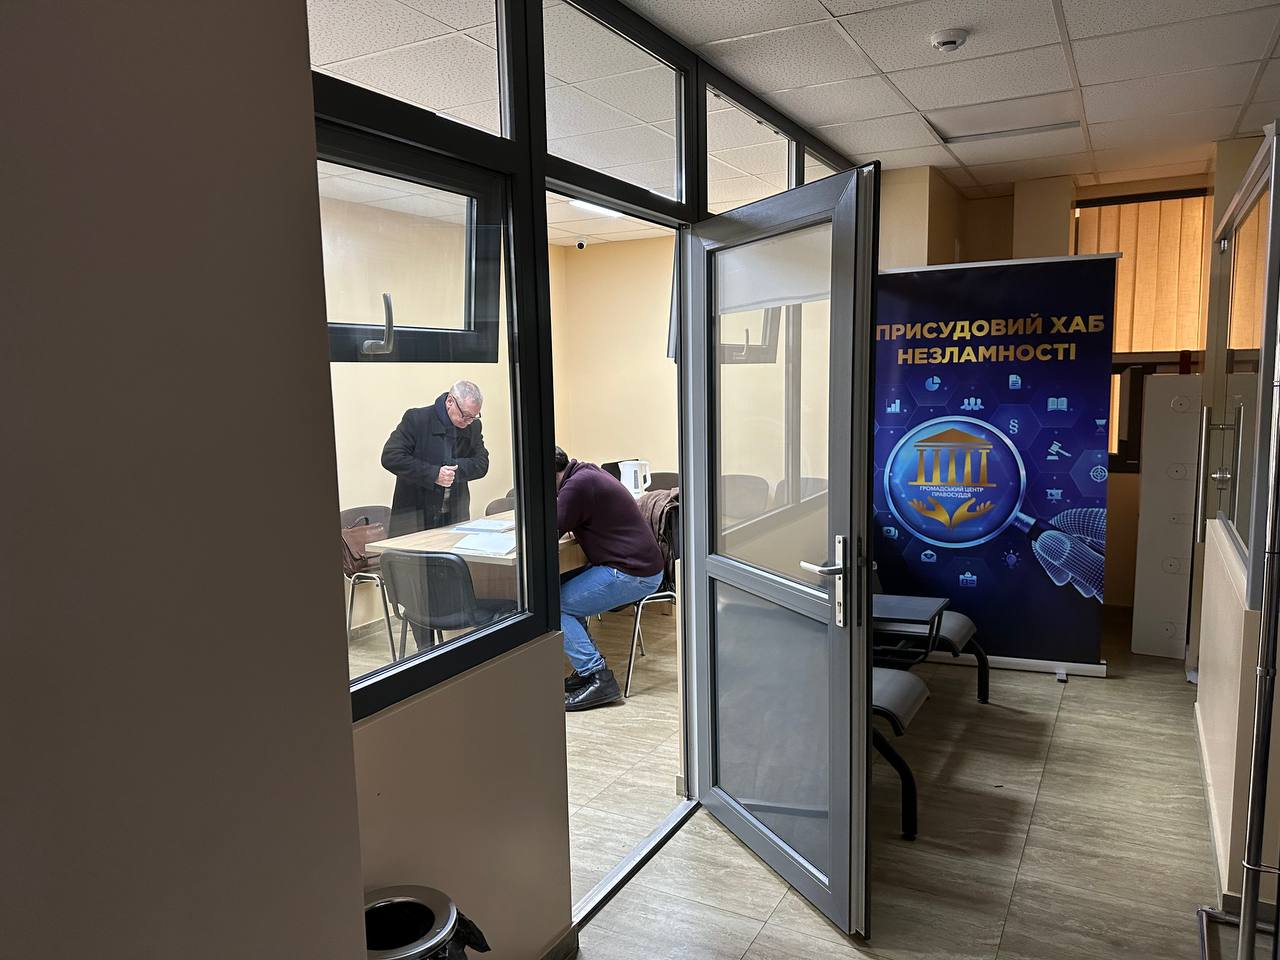 ПРИСУДОВИЙ ХАБ
НЕЗЛАМНОСТІ
§
ГРОМАДСЬКИЙ ЦЕНТР
ПРАВОСУДДЯ